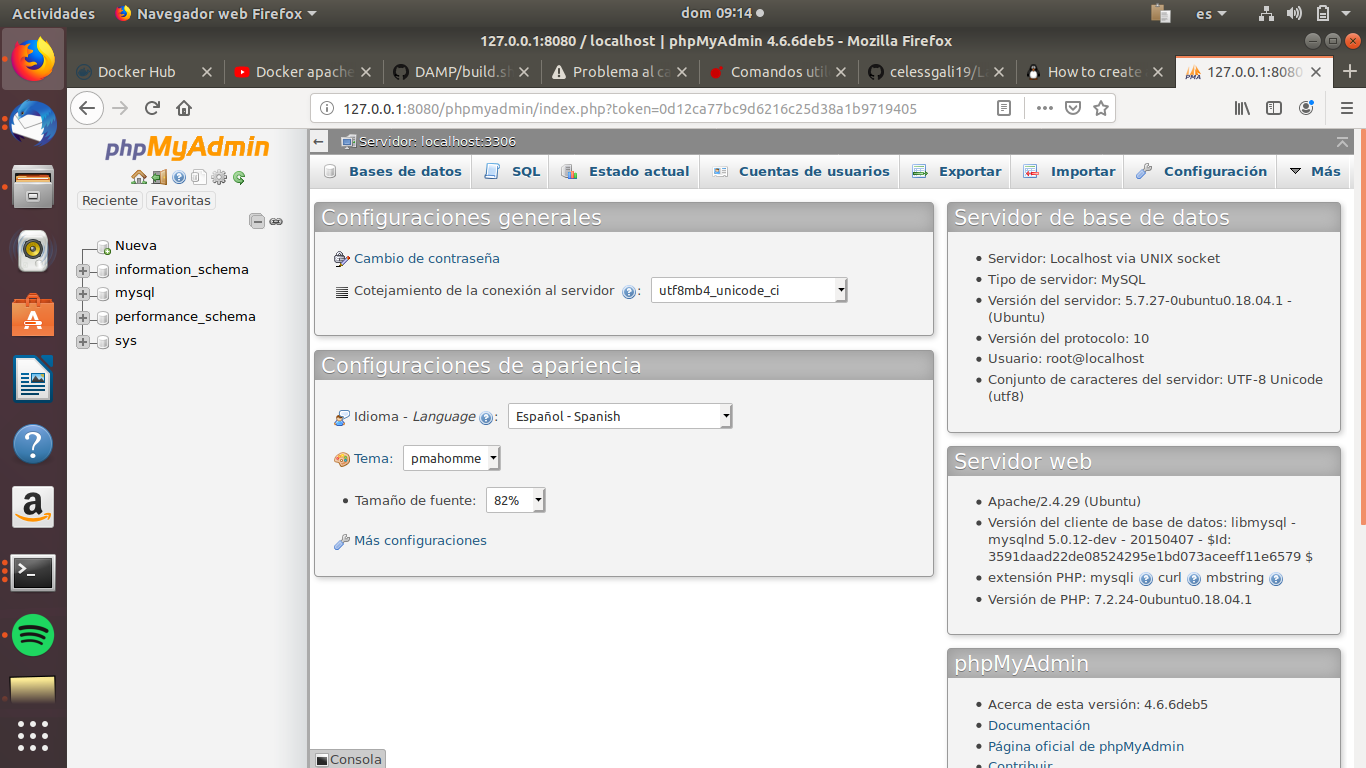 Actividades
Navegador web Firefox
dom 09:14
es
127.0.0.1:8080 / localhost | phpMyAdmin 4.6.6deb5 - Mozilla Firefox
Docker Hub
Docker apache
DAMP/build.sh
Problema al ca
Comandos util
celessgali19/L
How to create
127.0.0.1:8080
127.0.0.1:8080/phpmyadmin/index.php?token=0d12ca77bc9d6216c25d38a1b9719405
phpMyAdmin
Reciente
Favoritas
Nueva
information_schema
mysql
performance_schema
sys
Servidor: localhost:3306
Bases de datos
SQL
Estado actual
Cuentas de usuarios
Exportar
Importar
Configuración
Más
Configuraciones generales
Cambio de contraseña
Cotejamiento de la conexión al servidor : utf8mb4_unicode_ci
Configuraciones de apariencia
Idioma - Language : Español - Spanish
Tema: pmahomme
Tamaño de fuente: 82%
Más configuraciones
Servidor de base de datos
Servidor: Localhost via UNIX socket
Tipo de servidor: MySQL
Versión del servidor: 5.7.27-0ubuntu0.18.04.1 -
(Ubuntu)
Versión del protocolo: 10
Usuario: root@localhost
Conjunto de caracteres del servidor: UTF-8 Unicode
(utf8)
Servidor web
Apache/2.4.29 (Ubuntu)
Versión del cliente de base de datos: libmysql -
mysqlnd 5.0.12-dev - 20150407 - $Id:
3591daad22de08524295e1bd073aceeff11e6579 $
extensión PHP: mysqli curl mbstring
Versión de PHP: 7.2.24-0ubuntu0.18.04.1
phpMyAdmin
Acerca de esta versión: 4.6.6deb5
Documentación
Página oficial de phpMyAdmin
Contribuir
Consola